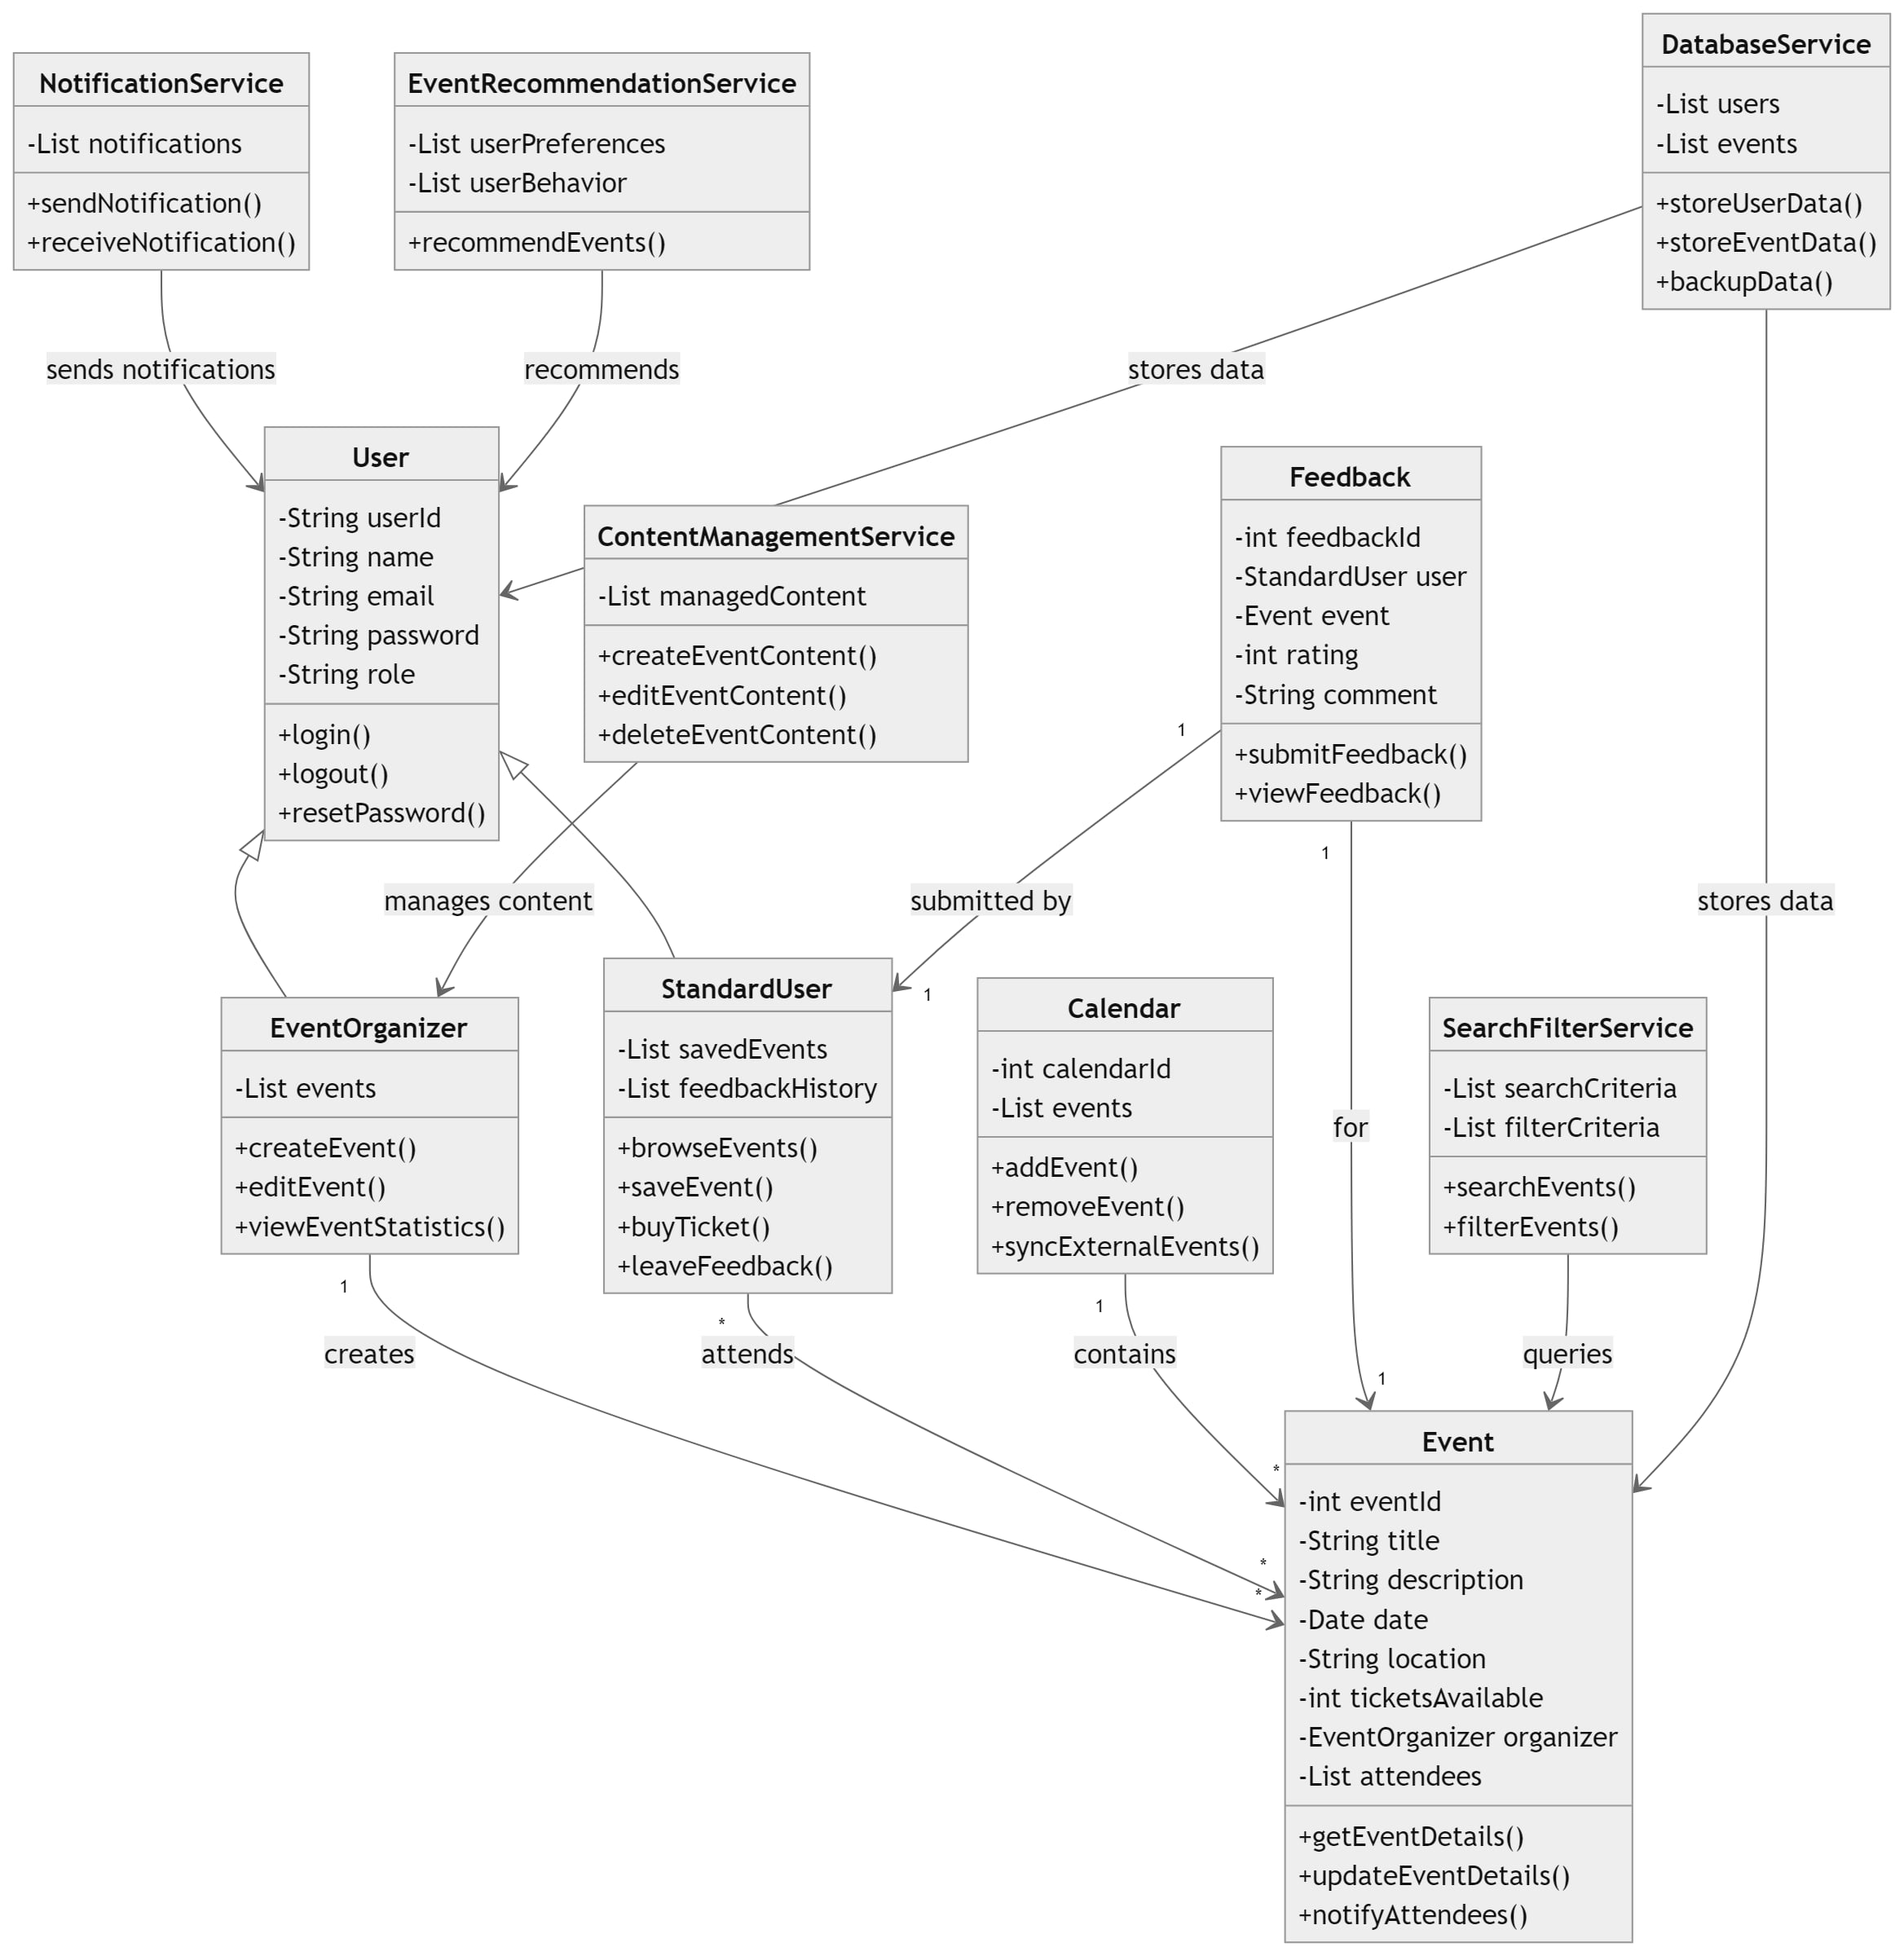 NotificationService
-List notifications
+sendNotification()
+receiveNotification()
EventRecommendationService
-List userPreferences
-List userBehavior
+recommendEvents()
DatabaseService
-List users
-List events
+storeUserData()
+storeEventData()
+backupData()
sends notifications
recommends
stores data
User
-String userId
-String name
-String email
-String password
-String role
+login()
+logout()
+resetPassword()
ContentManagementService
-List managedContent
+createEventContent()
+editEventContent()
+deleteEventContent()
Feedback
-int feedbackId
-StandardUser user
-Event event
-int rating
-String comment
+submitFeedback()
+viewFeedback()
1
1
manages content
submitted by
stores data
1
EventOrganizer
-List events
+createEvent()
+editEvent()
+viewEventStatistics()
StandardUser
-List savedEvents
-List feedbackHistory
+browseEvents()
+saveEvent()
+buyTicket()
+leaveFeedback()
Calendar
-int calendarId
-List events
+addEvent()
+removeEvent()
+syncExternalEvents()
for
SearchFilterService
-List searchCriteria
-List filterCriteria
+searchEvents()
+filterEvents()
1
*
1
creates
attends
contains
queries
1
*
*
*
Event
-int eventId
-String title
-String description
-Date date
-String location
-int ticketsAvailable
-EventOrganizer organizer
-List attendees
+getEventDetails()
+updateEventDetails()
+notifyAttendees()